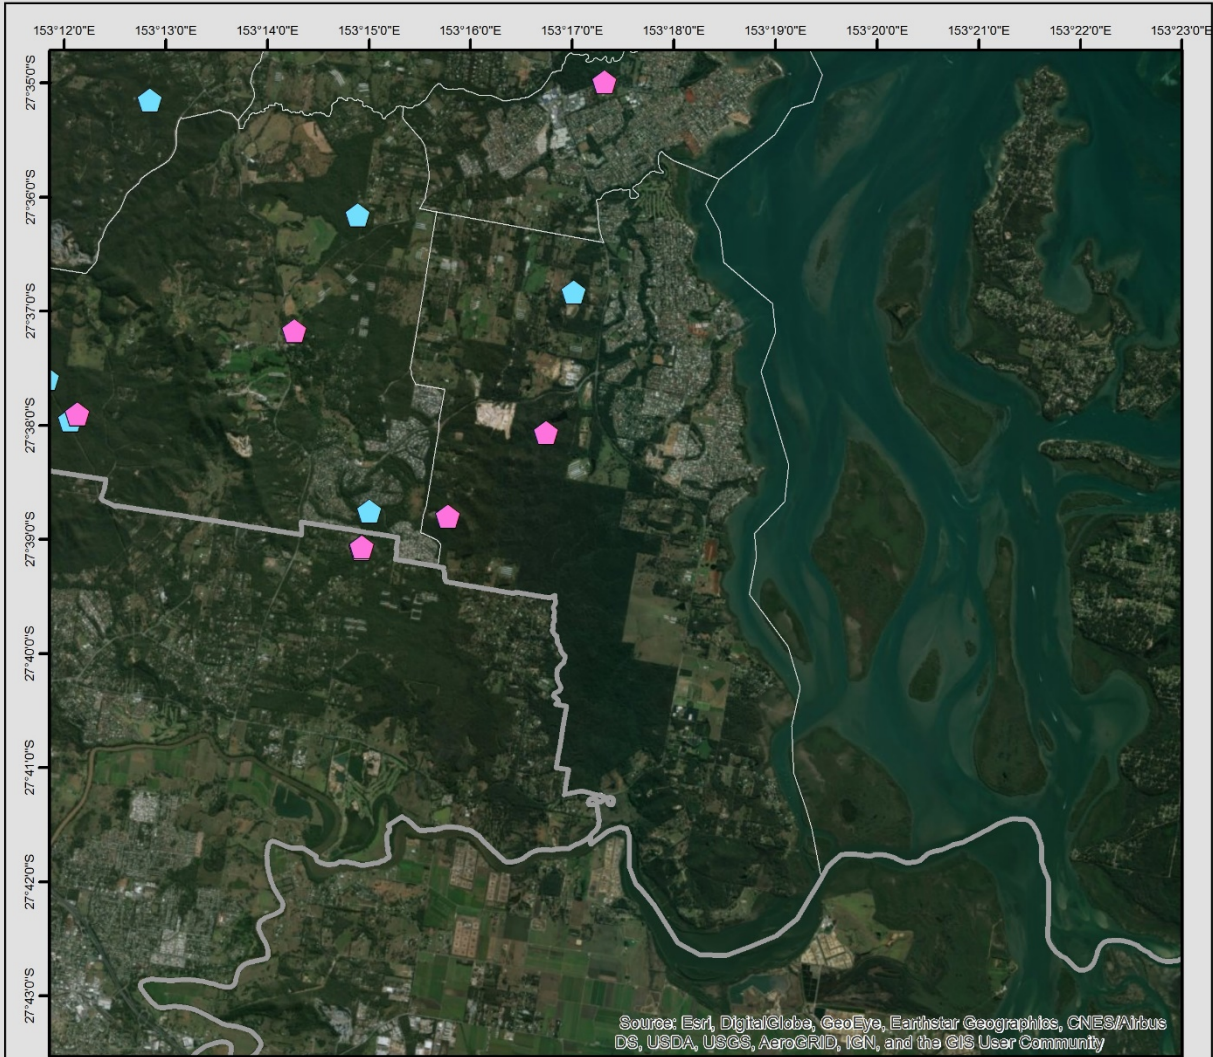 153°12'0"E 153°13'0"E 153°14'0"E 153°15'0"E 153°16'0"E 153°17'0"E 153°18'0"E 153°19'0"E 153°20'0"E 153°21'0"E 153°22'0"E 153°23'0"E
27°35'0"S
27°36'0"S
27°37'0"S
27°38'0"S
27°39'0"S
27°40'0"S
27°41'0"S
27°42'0"S
27°43'0"S
Source: Esri, DigitalGlobe, GeoEye, Earthstar Geographics, CNES/Airbus
DS, USDA, USGS, AeroGRID, IGN, and the GIS User Community